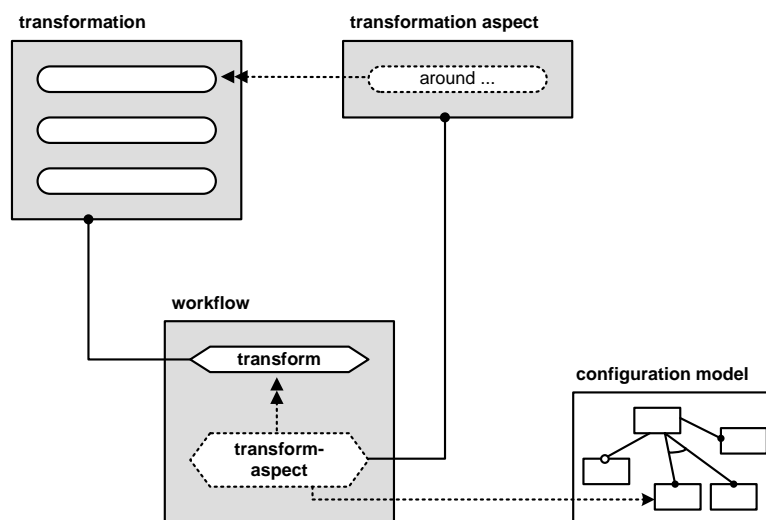 transformation
transformation aspect
around ...
workflow
transform
configuration model
transform-
aspect